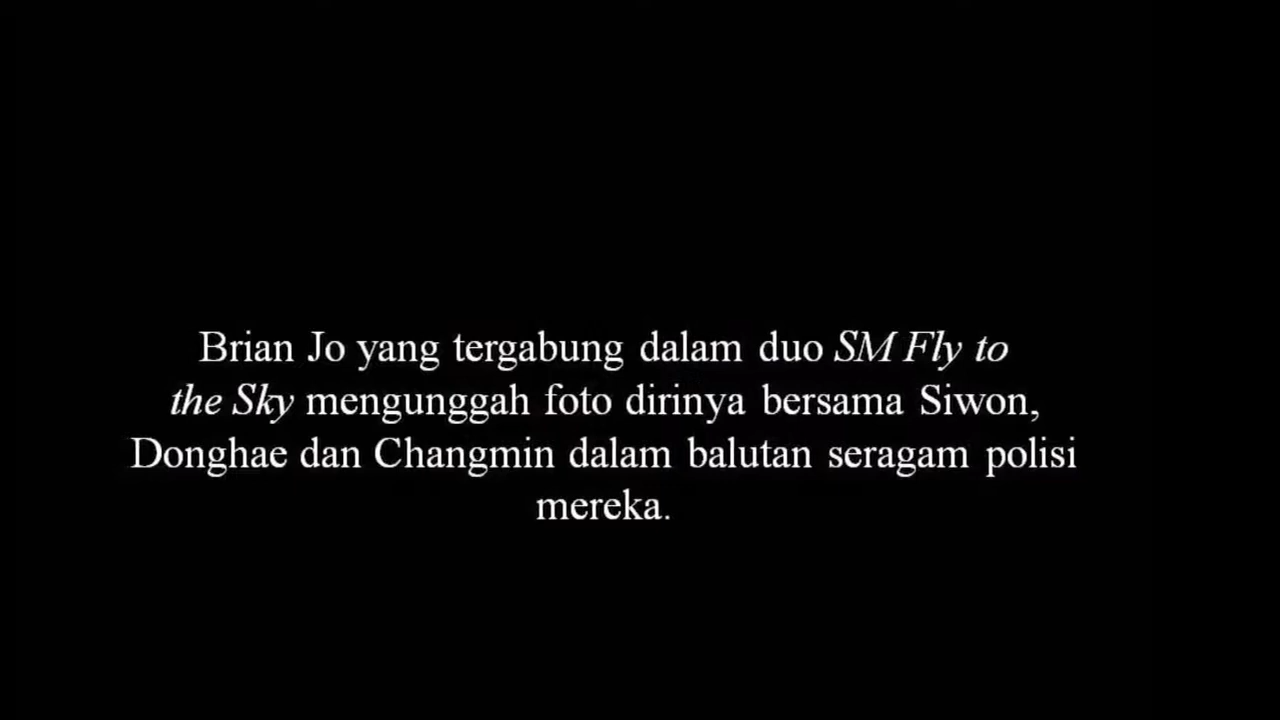 Brian Jo yang tergabung dalam duo SM Fly to
the Sky mengunggah foto dirinya bersama Siwon,
Donghae dan Changmin dalam balutan seragam polisi
mereka.